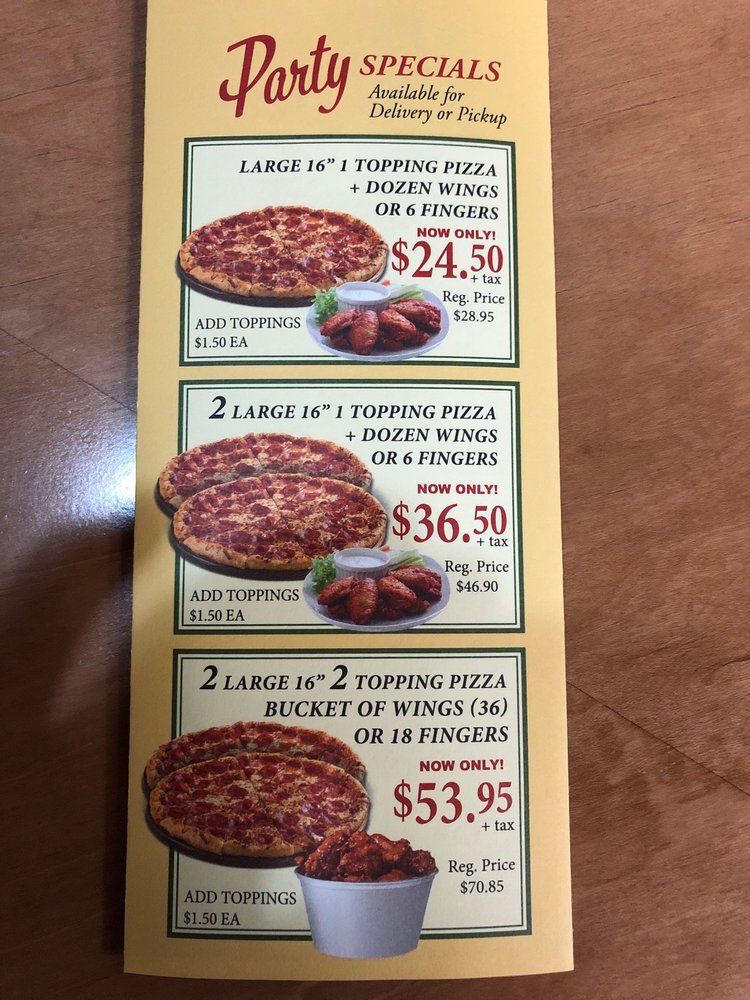 Party SPECIALS
Available for
Delivery or Pickup
LARGE 16” 1 TOPPING PIZZA
+ DOZEN WINGS
OR 6 FINGERS
NOW ONLY!
$24.50
+ tax
Reg. Price
$28.95
ADD TOPPINGS
$1.50 EA
2 LARGE 16” 1 TOPPING PIZZA
+ DOZEN WINGS
OR 6 FINGERS
NOW ONLY!
$36.50
+ tax
Reg. Price
$46.90
ADD TOPPINGS
$1.50 EA
2 LARGE 16” 2 TOPPING PIZZA
BUCKET OF WINGS (36)
OR 18 FINGERS
NOW ONLY!
$53.95
+ tax
Reg. Price
$70.85
ADD TOPPINGS
$1.50 EA